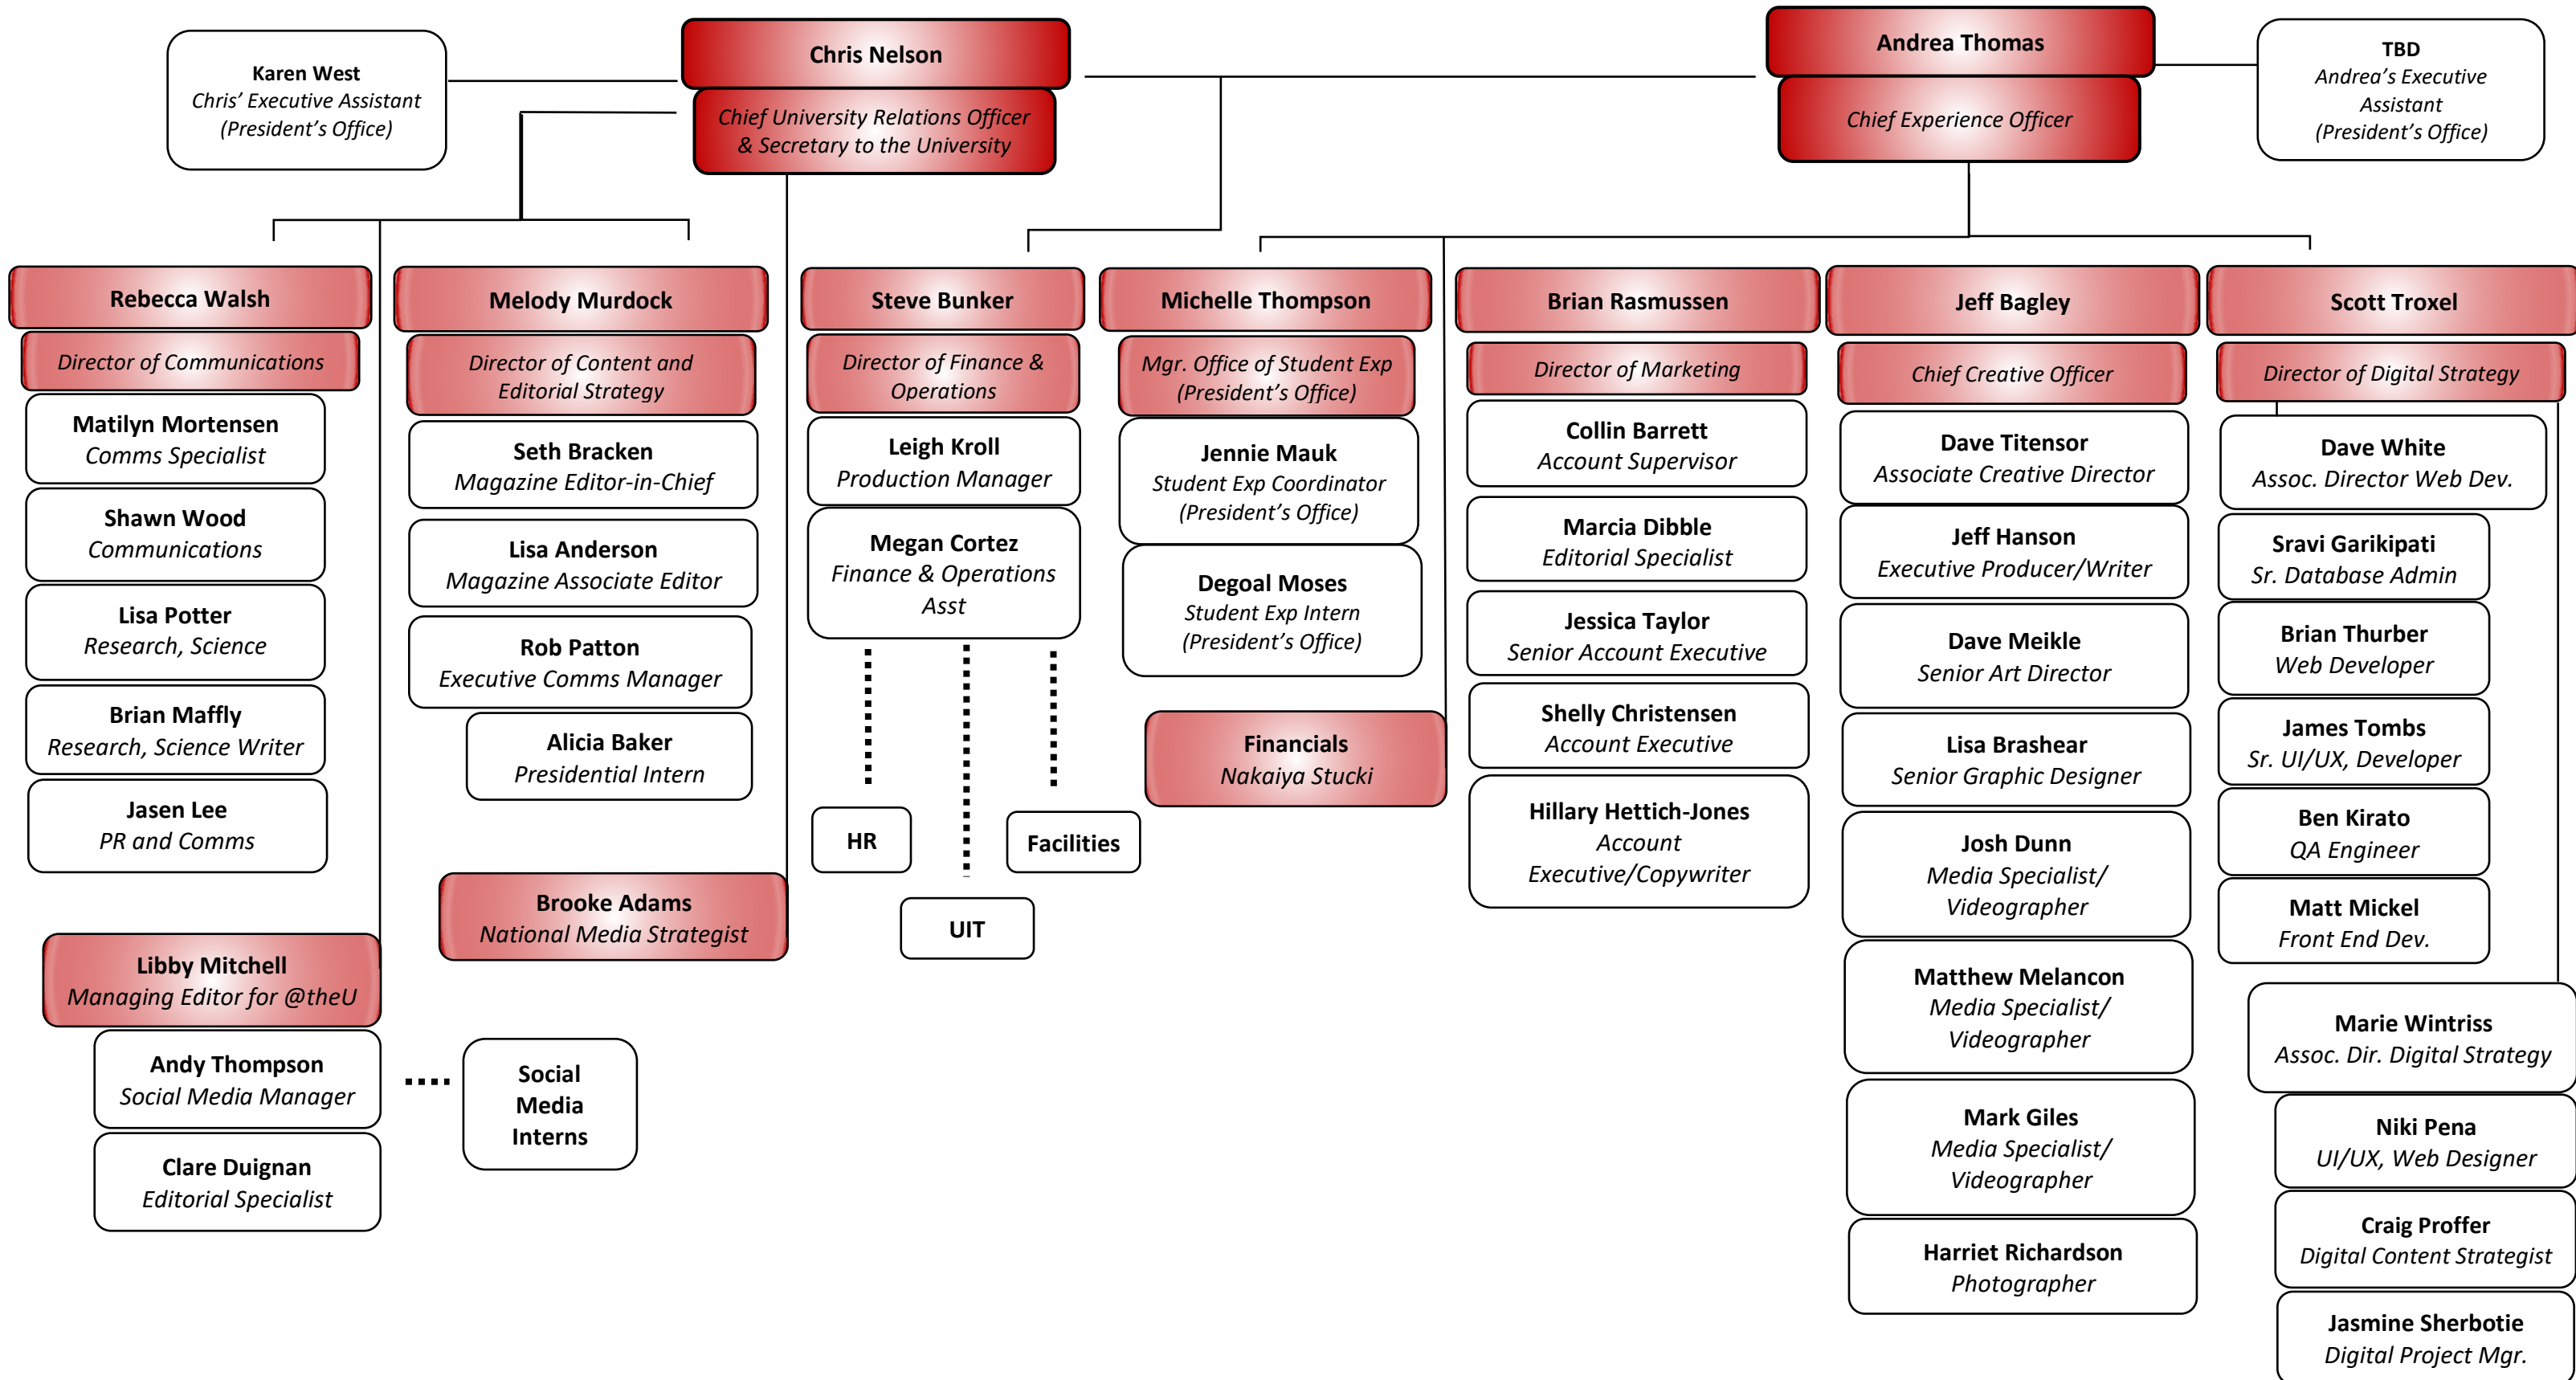 Karen West
Chris’ Executive Assistant
(President’s Office)
Chris Nelson
Chief University Relations Officer
& Secretary to the University
Andrea Thomas
Chief Experience Officer
TBD
Andrea’s Executive
Assistant
(President’s Office)
Rebecca Walsh
Director of Communications
Matilyn Mortensen
Comms Specialist
Shawn Wood
Communications
Lisa Potter
Research, Science
Brian Maffly
Research, Science Writer
Jasen Lee
PR and Comms
Libby Mitchell
Managing Editor for @theU
Andy Thompson
Social Media Manager
Clare Duignan
Editorial Specialist
Social
Media
Interns
Melody Murdock
Director of Content and
Editorial Strategy
Seth Bracken
Magazine Editor-in-Chief
Lisa Anderson
Magazine Associate Editor
Rob Patton
Executive Comms Manager
Alicia Baker
Presidential Intern
Brooke Adams
National Media Strategist
Steve Bunker
Director of Finance &
Operations
Leigh Kroll
Production Manager
Megan Cortez
Finance & Operations
Asst
HR
UIT
Facilities
Michelle Thompson
Mgr. Office of Student Exp
(President’s Office)
Jennie Mauk
Student Exp Coordinator
(President’s Office)
Degoal Moses
Student Exp Intern
(President’s Office)
Financials
Nakaiya Stucki
Brian Rasmussen
Director of Marketing
Collin Barrett
Account Supervisor
Marcia Dibble
Editorial Specialist
Jessica Taylor
Senior Account Executive
Shelly Christensen
Account Executive
Hillary Hettich-Jones
Account
Executive/Copywriter
Jeff Bagley
Chief Creative Officer
Dave Titensor
Associate Creative Director
Jeff Hanson
Executive Producer/Writer
Dave Meikle
Senior Art Director
Lisa Brashear
Senior Graphic Designer
Josh Dunn
Media Specialist/
Videographer
Matthew Melancon
Media Specialist/
Videographer
Mark Giles
Media Specialist/
Videographer
Harriet Richardson
Photographer
Scott Troxel
Director of Digital Strategy
Dave White
Assoc. Director Web Dev.
Sravi Garikipati
Sr. Database Admin
Brian Thurber
Web Developer
James Tombs
Sr. UI/UX, Developer
Ben Kirato
QA Engineer
Matt Mickel
Front End Dev.
Marie Wintriss
Assoc. Dir. Digital Strategy
Niki Pena
UI/UX, Web Designer
Craig Proffer
Digital Content Strategist
Jasmine Sherbotie
Digital Project Mgr.